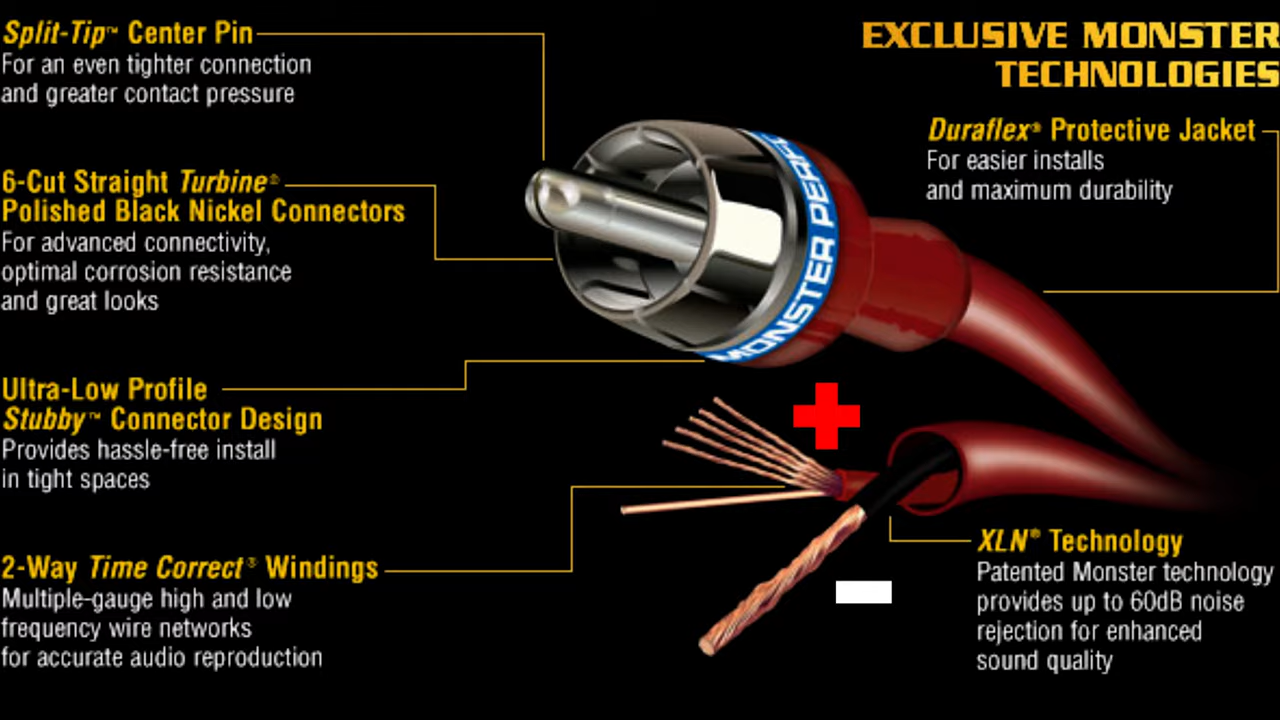 Split-Tip™ Center Pin
For an even tighter connection
and greater contact pressure
6-Cut Straight Turbine®
Polished Black Nickel Connectors
For advanced connectivity,
optimal corrosion resistance
and great looks
Ultra-Low Profile
Stubby™ Connector Design
Provides hassle-free install
in tight spaces
2-Way Time Correct® Windings
Multiple-gauge high and low
frequency wire networks
for accurate audio reproduction
EXCLUSIVE MONSTER
TECHNOLOGIES
Duraflex® Protective Jacket
For easier installs
and maximum durability
MONSTER
XLN® Technology
Patented Monster technology
provides up to 60dB noise
rejection for enhanced
sound quality